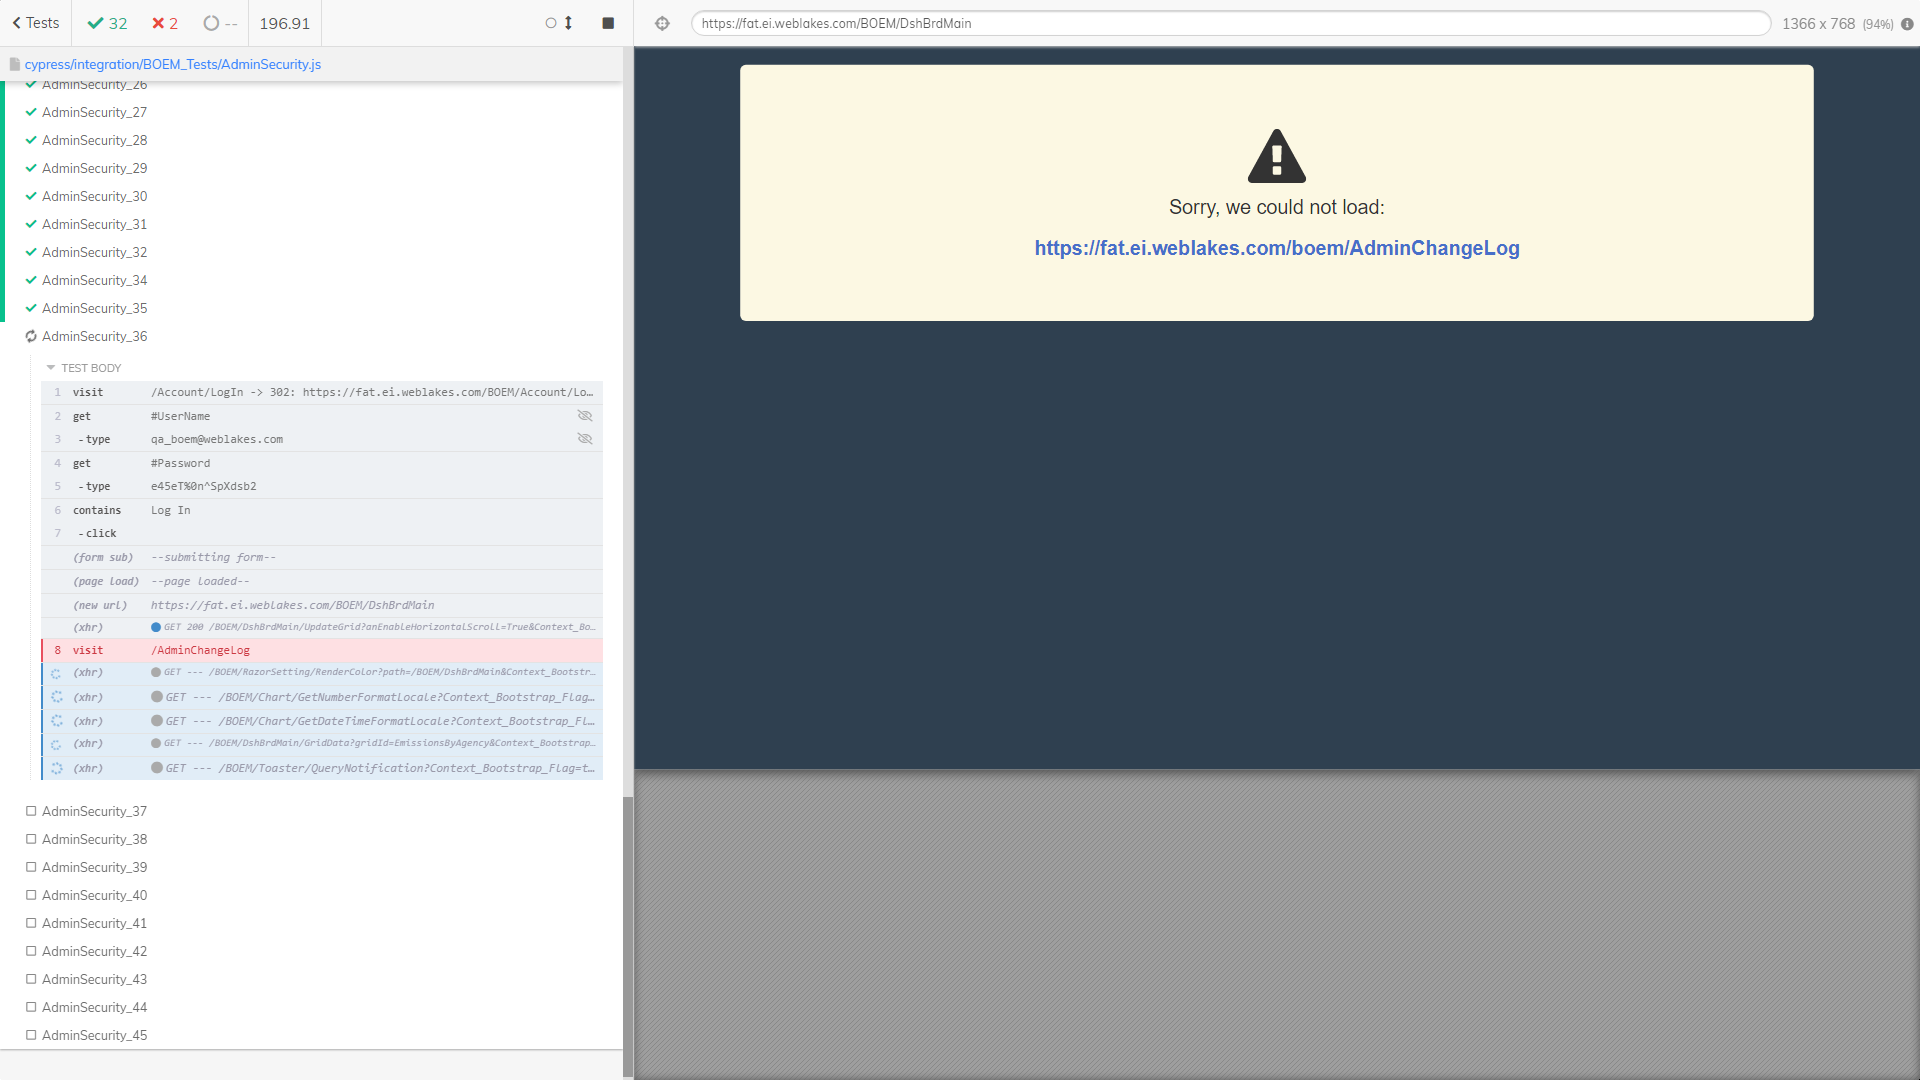 Tests 32 2 -- 196.91
cypress/integration/BOEM_Tests/AdminSecurity.js
AdminSecurity_26
AdminSecurity_27
AdminSecurity_28
AdminSecurity_29
AdminSecurity_30
AdminSecurity_31
AdminSecurity_32
AdminSecurity_34
AdminSecurity_35
AdminSecurity_36
TEST BODY
1 visit /Account/LogIn -> 302: https://fat.ei.weblakes.com/BOEM/Account/Lo...
2 get #UserName
3 -type qa_boem@weblakes.com
4 get #Password
5 -type e45eT%0n^SpXdsb2
6 contains Log In
7 -click
(form sub) --submitting form--
(page load) --page loaded--
(new url) https://fat.ei.weblakes.com/BOEM/DshBrdMain
(xhr) GET 200 /BOEM/DshBrdMain/UpdateGrid?anEnableHorizontalScroll=True&Context_Bo...
8 visit /AdminChangeLog
(xhr) GET --- /BOEM/RazorSetting/RenderColor?path=/BOEM/DshBrdMain&Context_Bootstr...
(xhr) GET --- /BOEM/Chart/GetNumberFormatLocale?Context_Bootstrap_Flag...
(xhr) GET --- /BOEM/Chart/GetDateTimeFormatLocale?Context_Bootstrap_Fl...
(xhr) GET --- /BOEM/DshBrdMain/GridData?gridId=EmissionsByAgency&Context_Bootstrap...
(xhr) GET --- /BOEM/Toaster/QueryNotification?Context_Bootstrap_Flag=t...
AdminSecurity_37
AdminSecurity_38
AdminSecurity_39
AdminSecurity_40
AdminSecurity_41
AdminSecurity_42
AdminSecurity_43
AdminSecurity_44
AdminSecurity_45
https://fat.ei.weblakes.com/BOEM/DshBrdMain 1366 x 768 (94%)
Sorry, we could not load:
https://fat.ei.weblakes.com/boem/AdminChangeLog